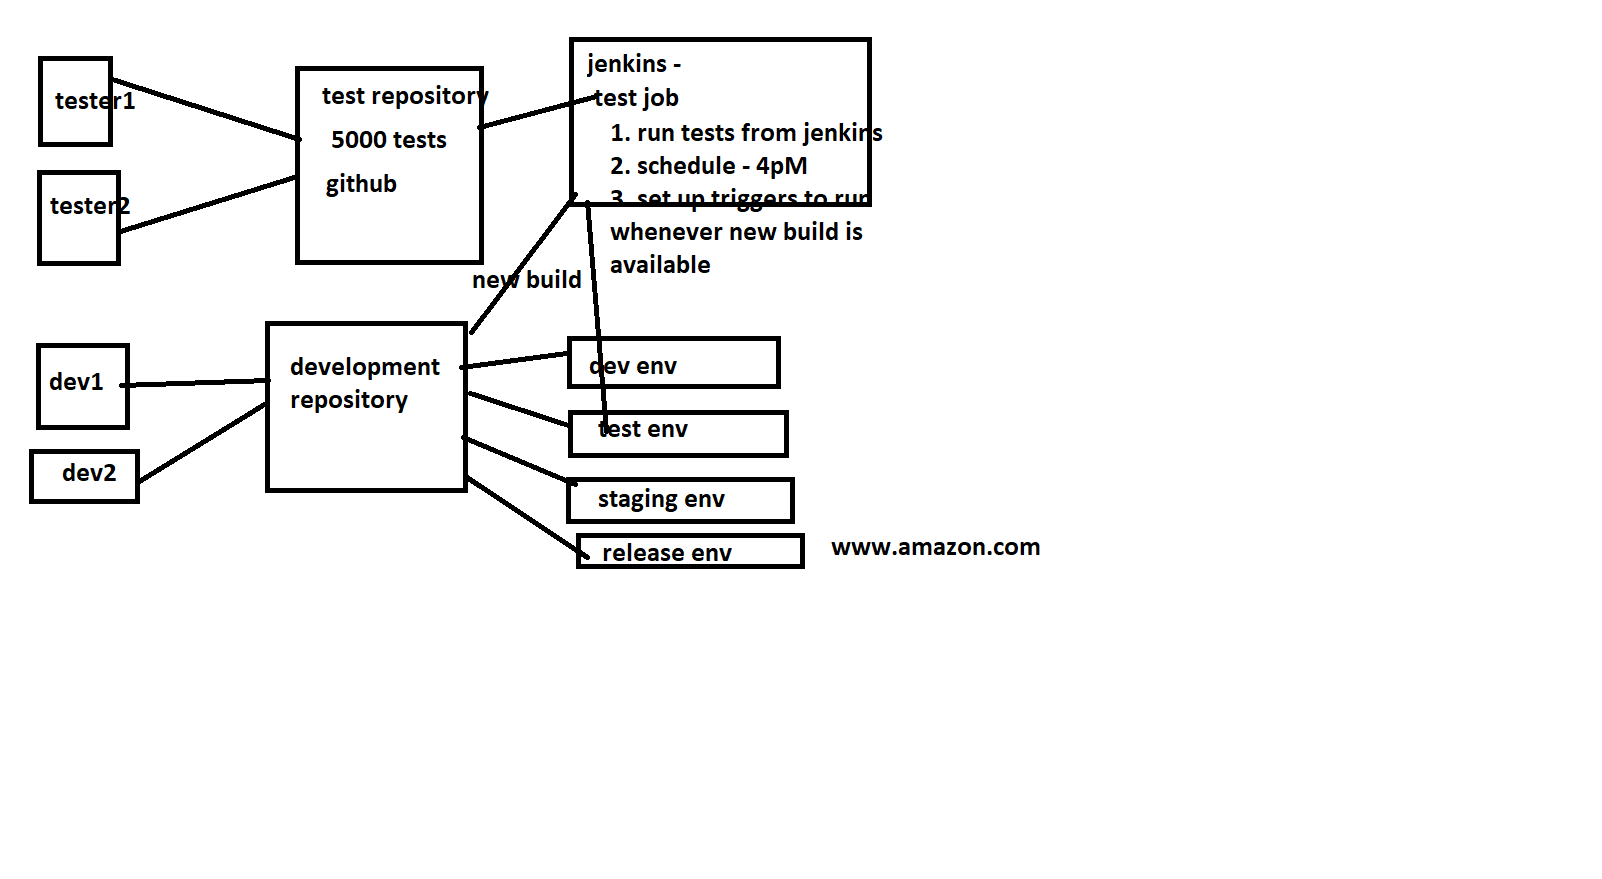 tester1
tester2
test repository
5000 tests
github
jenkins -
test job
1. run tests from jenkins
2. schedule - 4pM
3. set up triggers to run
whenever new build is
available
new build
dev1
dev2
development
repository
dev env
test env
staging env
release env
www.amazon.com